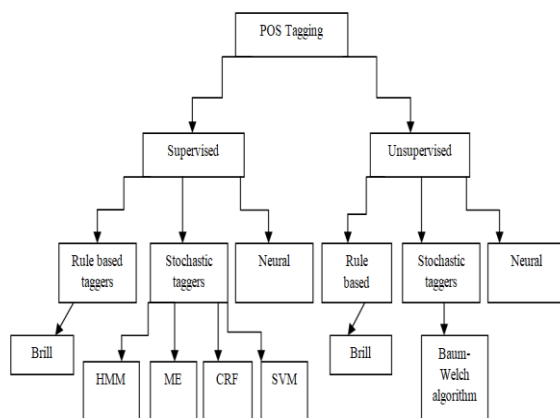 POS Tagging
Supervised
Unsupervised
Rule based
taggers
Stochastic
taggers
Neural
Rule
based
Stochastic
taggers
Neural
Brill
HMM
ME
CRF
SVM
Brill
Baum-
Welch
algorithm